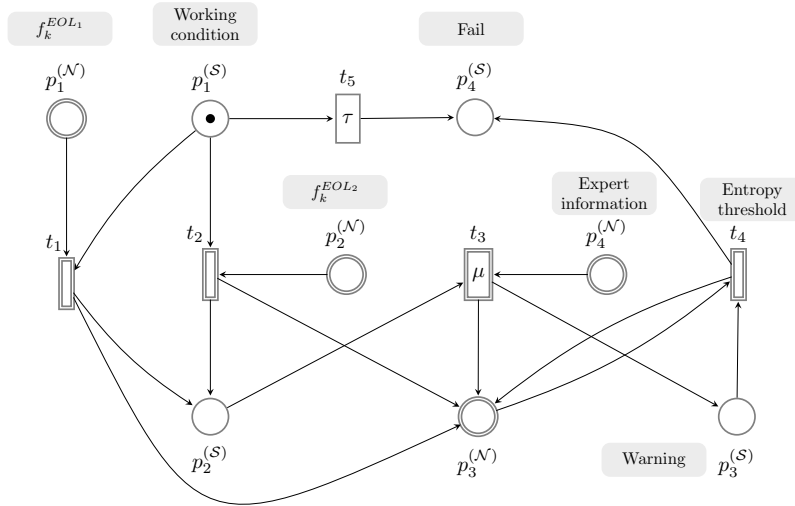 f_k^{EOL_1}
Working
condition
Fail
p_1^{(𝒩)}
p_1^{(𝒮)}
t_5
p_4^{(𝒮)}
τ
f_k^{EOL_2}
Expert
information
Entropy
threshold
t_1
t_2
p_2^{(𝒩)}
t_3
p_4^{(𝒩)}
t_4
μ
p_2^{(𝒮)}
p_3^{(𝒩)}
Warning
p_3^{(𝒮)}